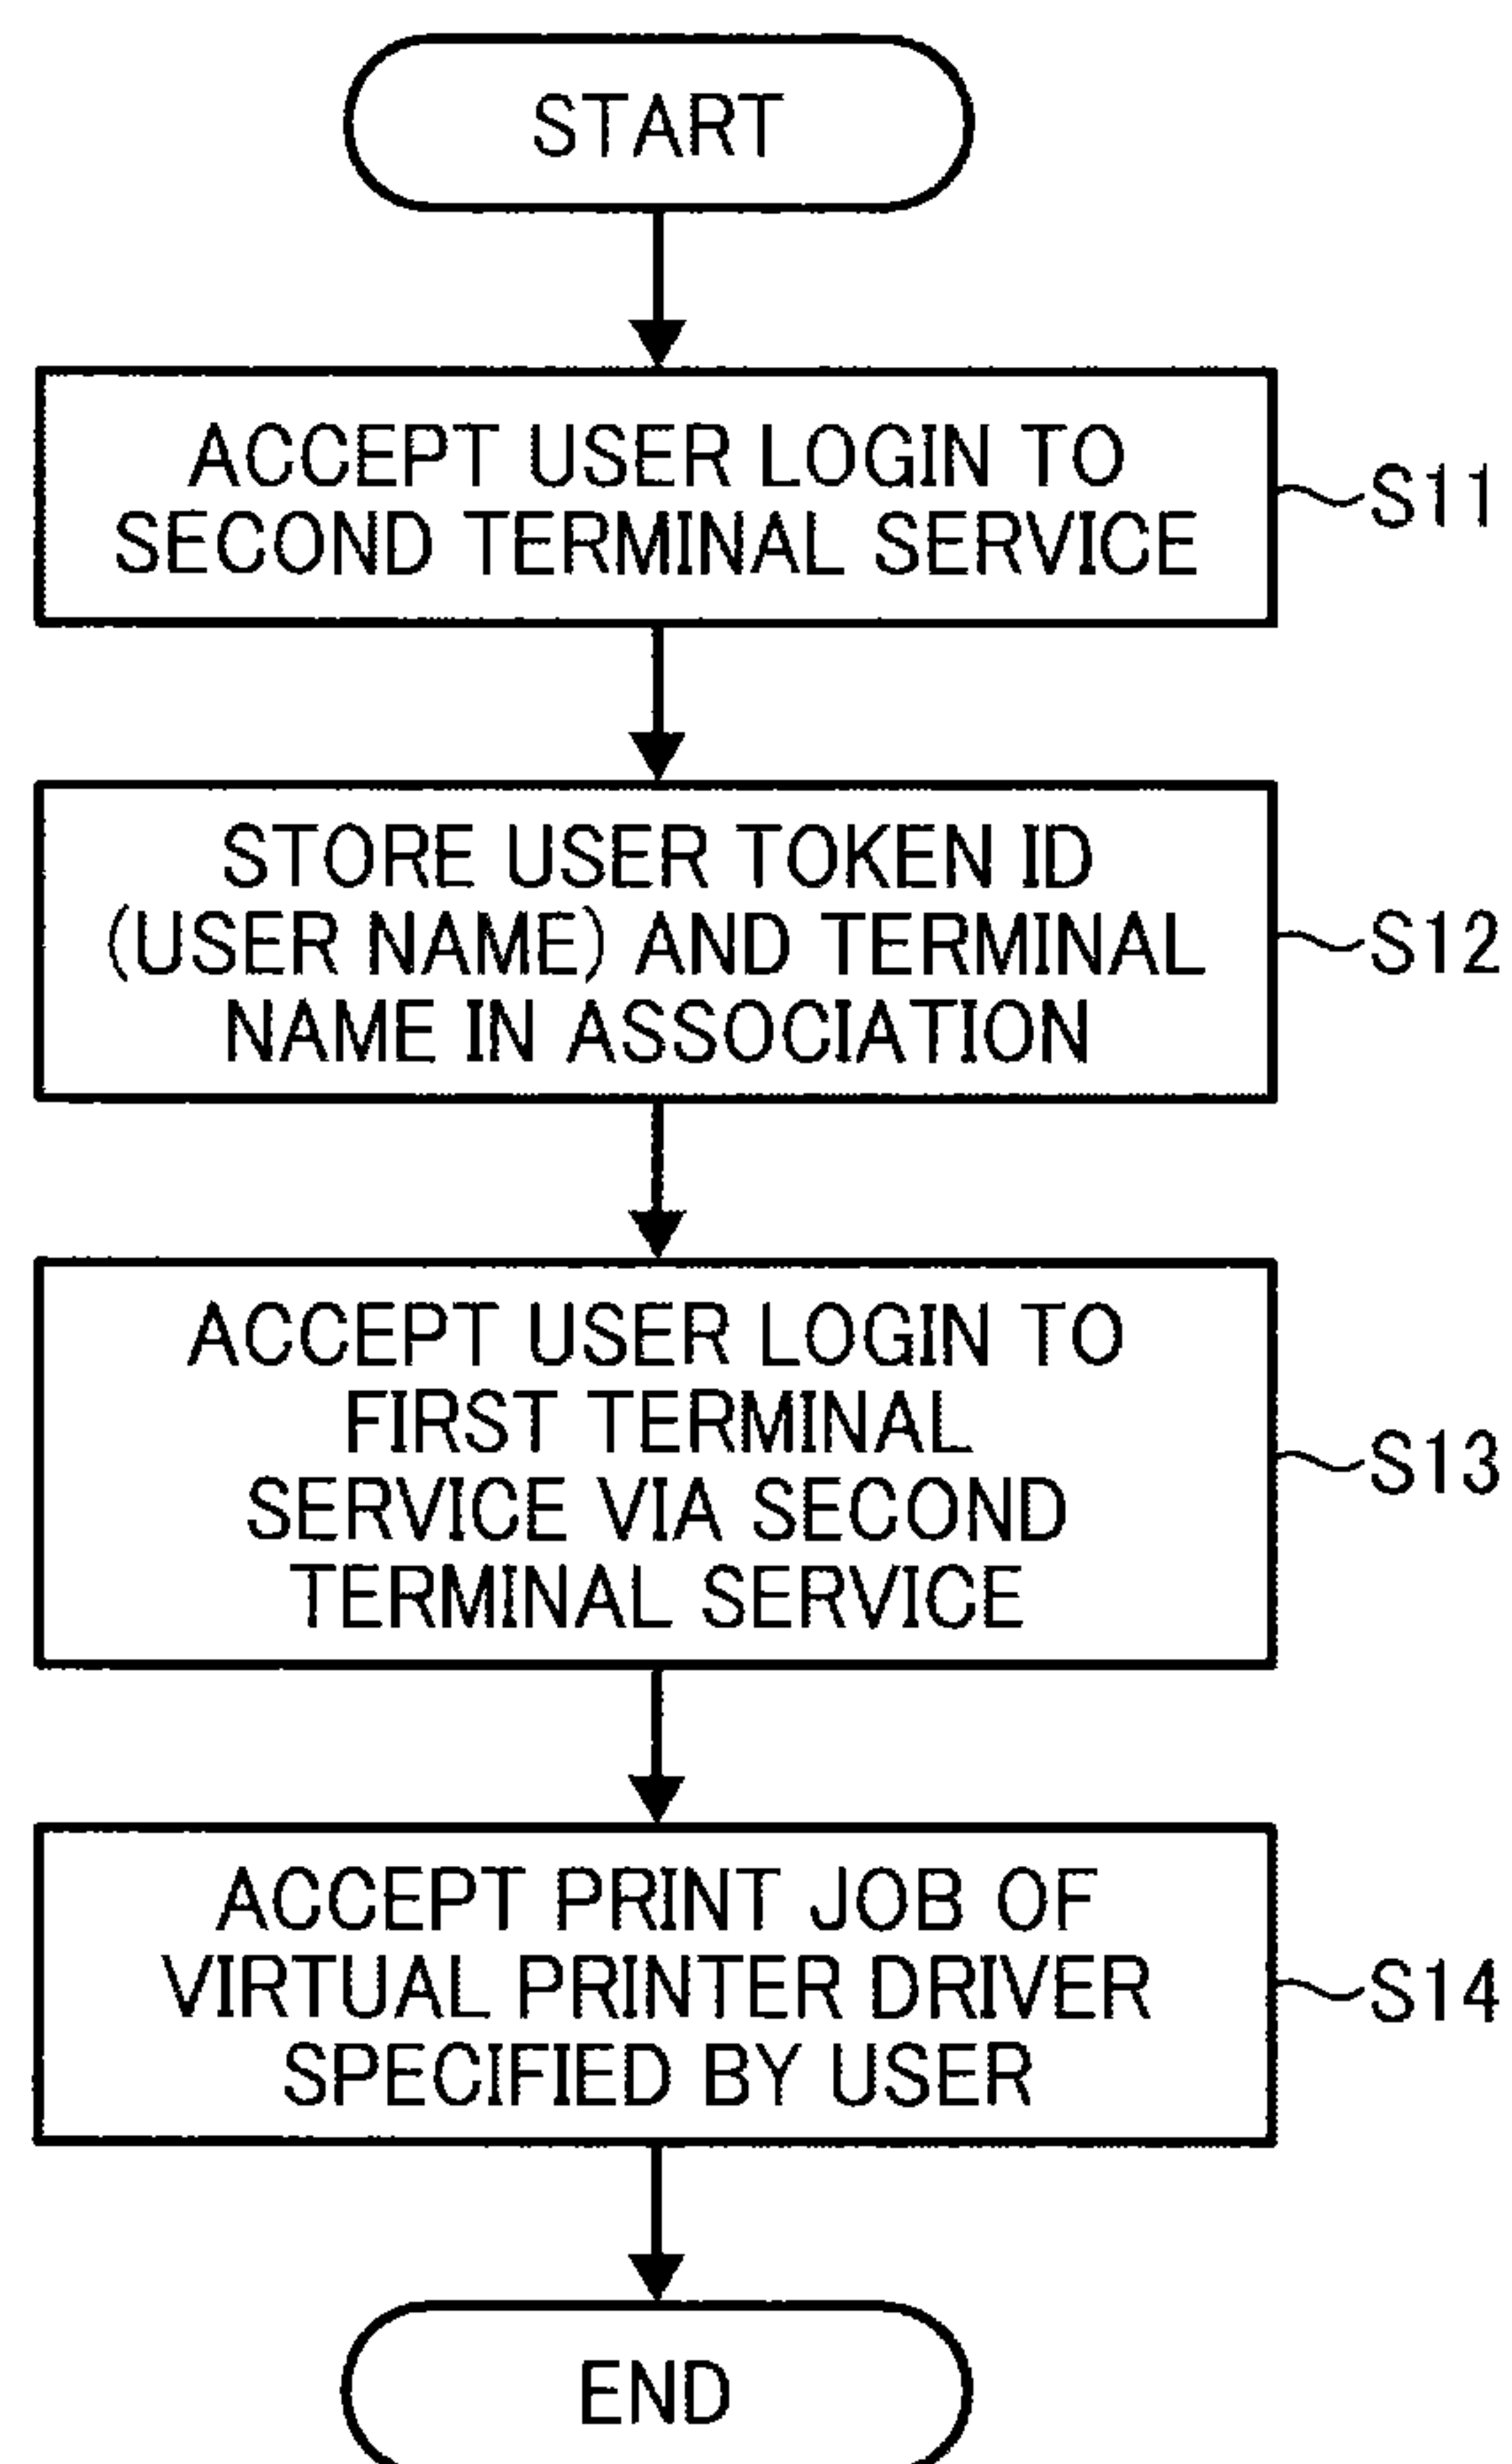 START
ACCEPT USER LOGIN TO
SECOND TERMINAL SERVICE
S11
STORE USER TOKEN ID
(USER NAME) AND TERMINAL
NAME IN ASSOCIATION
S12
ACCEPT USER LOGIN TO
FIRST TERMINAL
SERVICE VIA SECOND
TERMINAL SERVICE
S13
ACCEPT PRINT JOB OF
VIRTUAL PRINTER DRIVER
SPECIFIED BY USER
S14
END